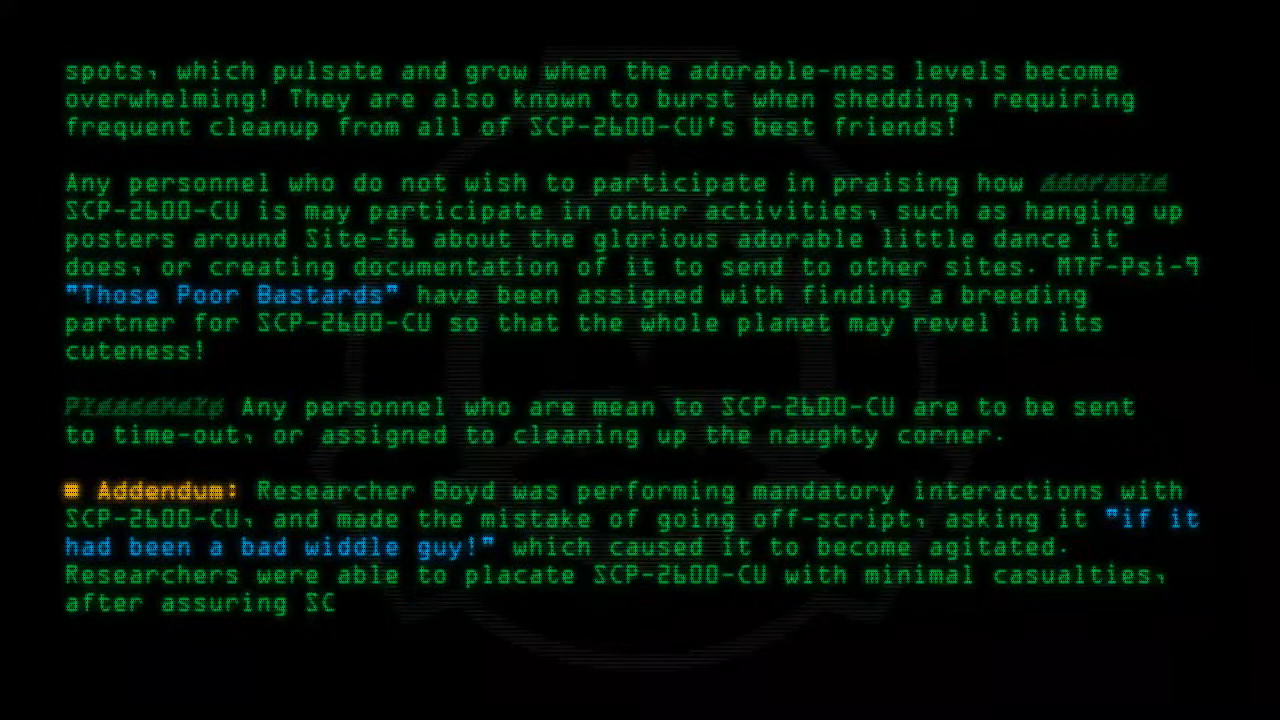 spots, which pulsate and grow when the adorable-ness levels become
overwhelming! They are also known to burst when shedding, requiring
frequent cleanup from all of SCP-2600-CU's best friends!
Any personnel who do not wish to participate in praising how
SCP-2600-CU is may participate in other activities, such as hanging up
posters around Site-56 about the glorious adorable little dance it
does, or creating documentation of it to send to other sites. MTF-Psi-9
"Those Poor Bastards" have been assigned with finding a breeding
partner for SCP-2600-CU so that the whole planet may revel in its
cuteness!
Any personnel who are mean to SCP-2600-CU are to be sent
to time-out, or assigned to cleaning up the naughty corner.
■ Addendum: Researcher Boyd was performing mandatory interactions with
SCP-2600-CU, and made the mistake of going off-script, asking it "if it
had been a bad widdle guy!" which caused it to become agitated.
Researchers were able to placate SCP-2600-CU with minimal casualties,
after assuring SC